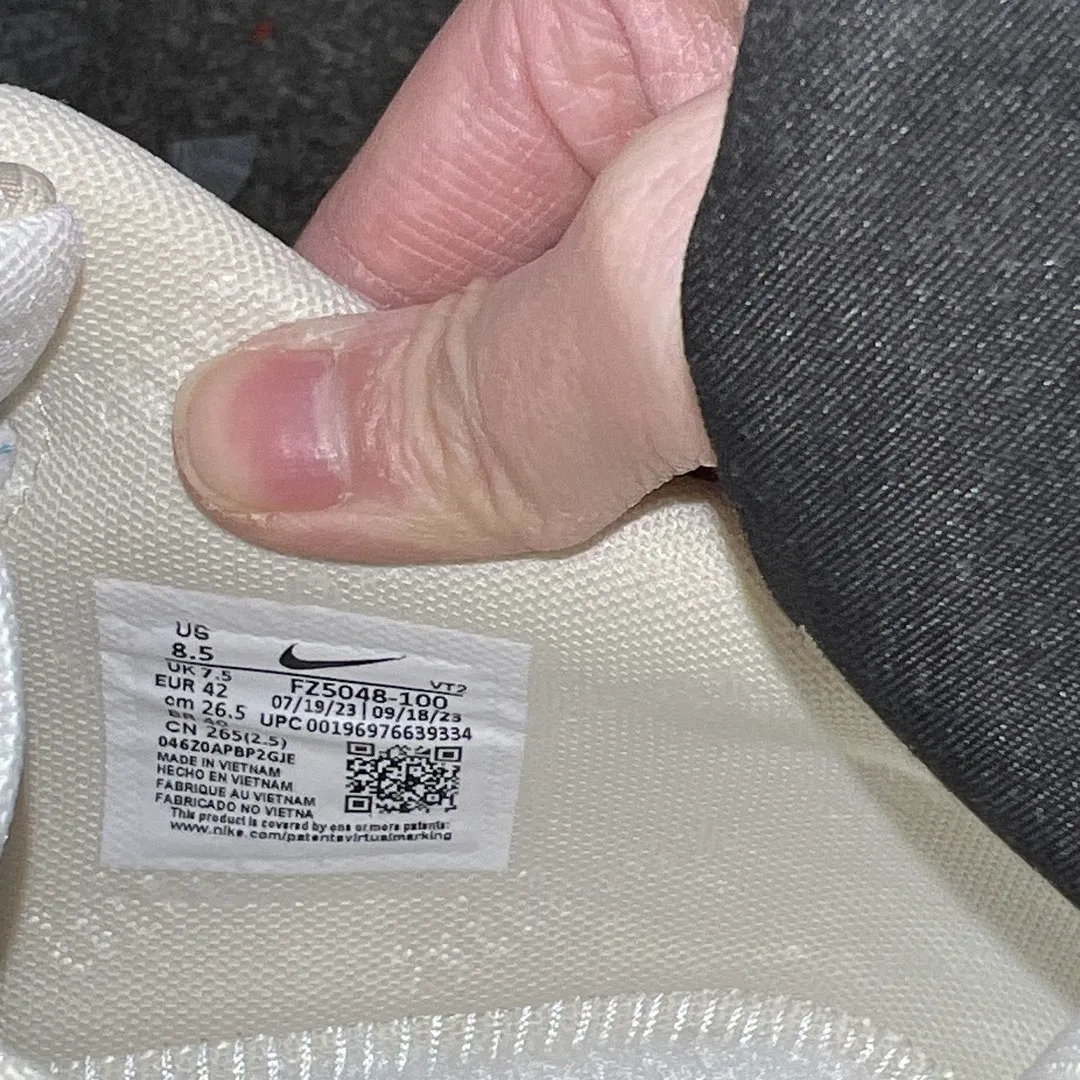 US
8.5
UK 7.5
VT2
EUR 42
FZ5048-100
07/19/23 | 09/18/23
cm 26.5
UPC 00196976639334
BR 40
CN 265(2.5)
046Z0APBP2GJE
MADE IN VIETNAM
HECHO EN VIETNAM
FABRIQUE AU VIETNAM
FABRICADO NO VIETNA
This product is covered by one or more patents:
www.nike.com/patentsvirtualmarking